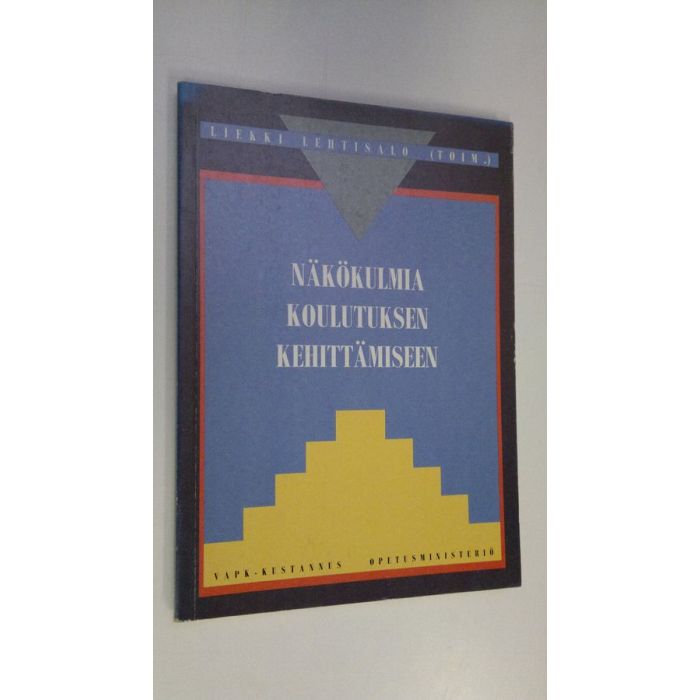 LIEKKI LEHTISALO (TOIM.)
NÄKÖKULMIA
KOULUTUKSEN
KEHITTÄMISEEN
VAPK-KUSTANNUS OPETUSMINISTERIÖ